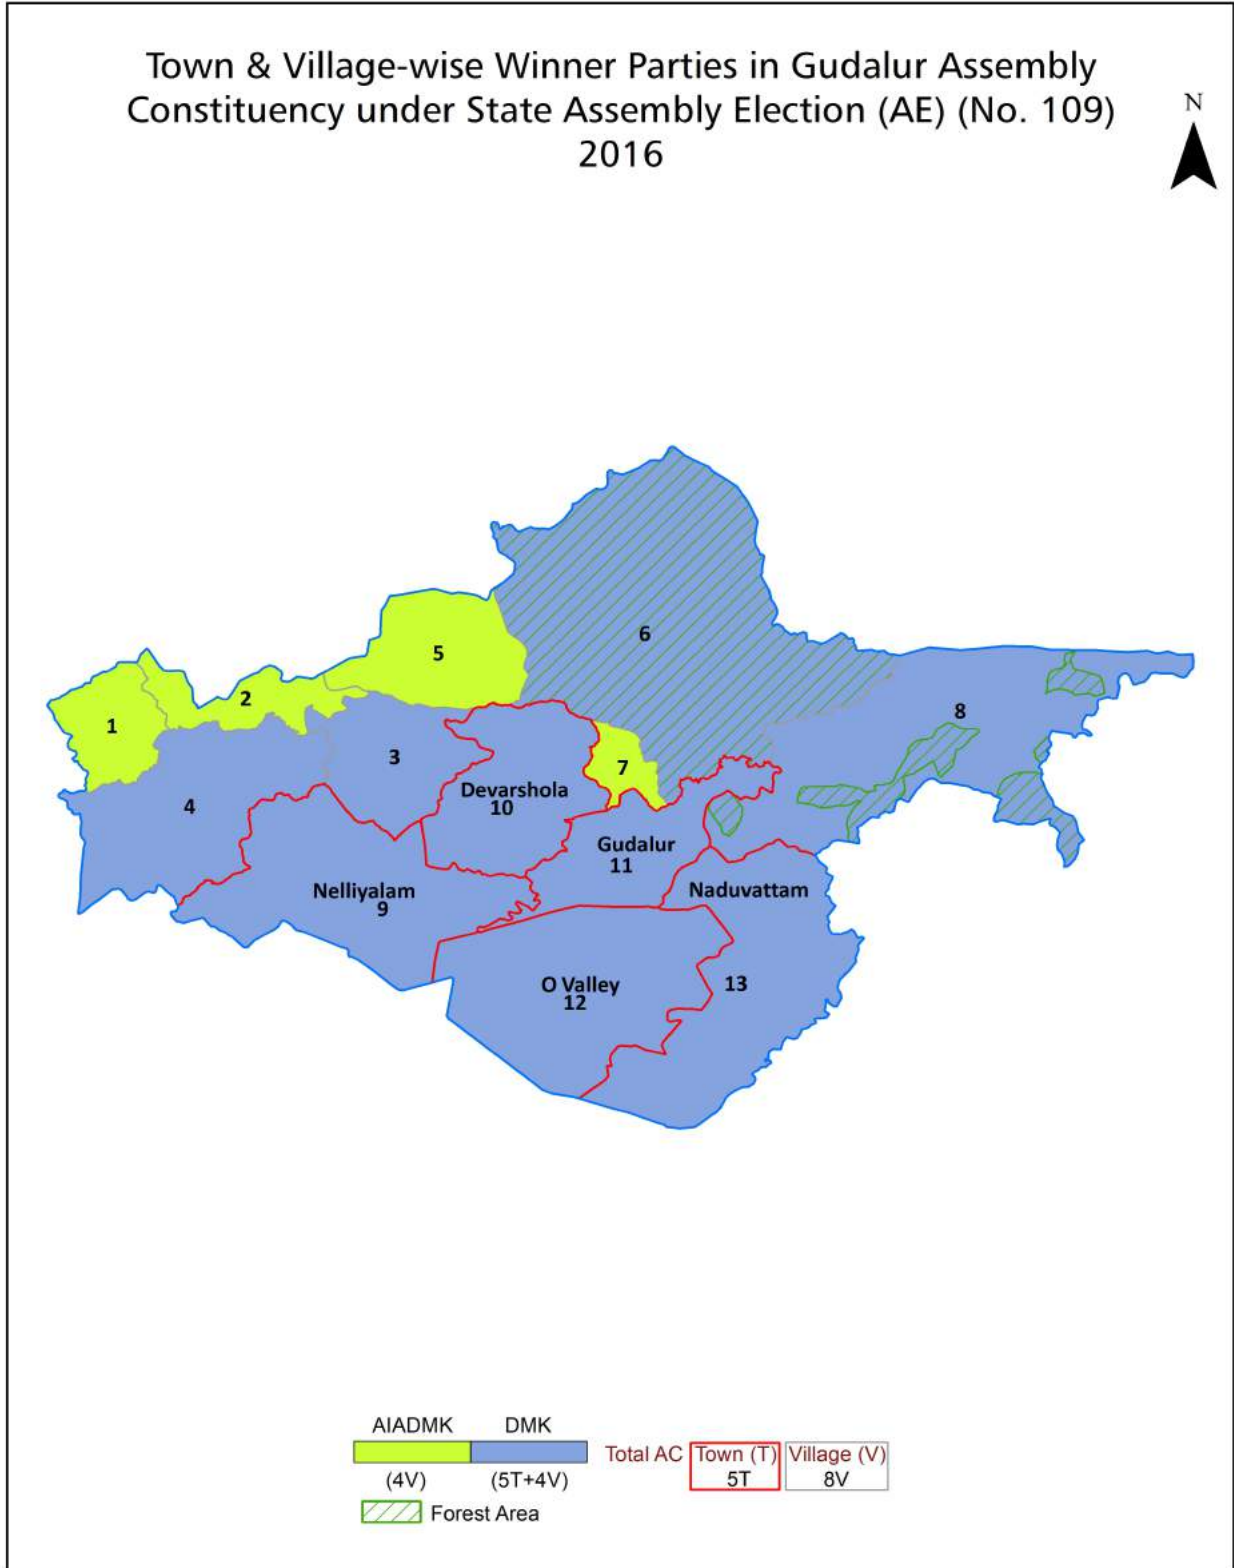 Town & Village-wise Winner Parties in Gudalur Assembly
Constituency under State Assembly Election (AE) (No. 109)
2016
N
6
5
2
1
8
3
7
Devarshola
10
4
Gudalur
11
Nelliyalam
9
Naduvattam
O Valley
12
13
AIADMK DMK
Total AC Town (T) Village (V)
(4V) (5T+4V) 5T 8V
Forest Area